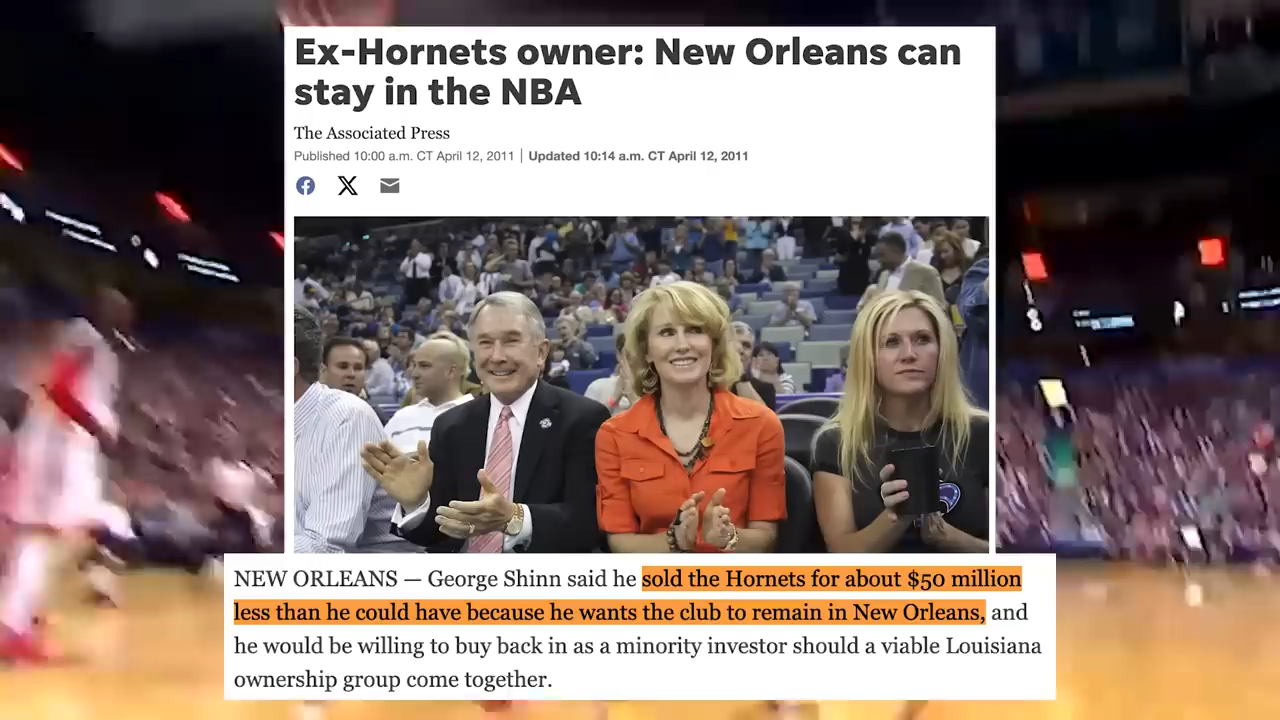 Ex-Hornets owner: New Orleans can
stay in the NBA
The Associated Press
Published 10:00 a.m. CT April 12, 2011 | Updated 10:14 a.m. CT April 12, 2011
NEW ORLEANS — George Shinn said he sold the Hornets for about $50 million
less than he could have because he wants the club to remain in New Orleans, and
he would be willing to buy back in as a minority investor should a viable Louisiana
ownership group come together.